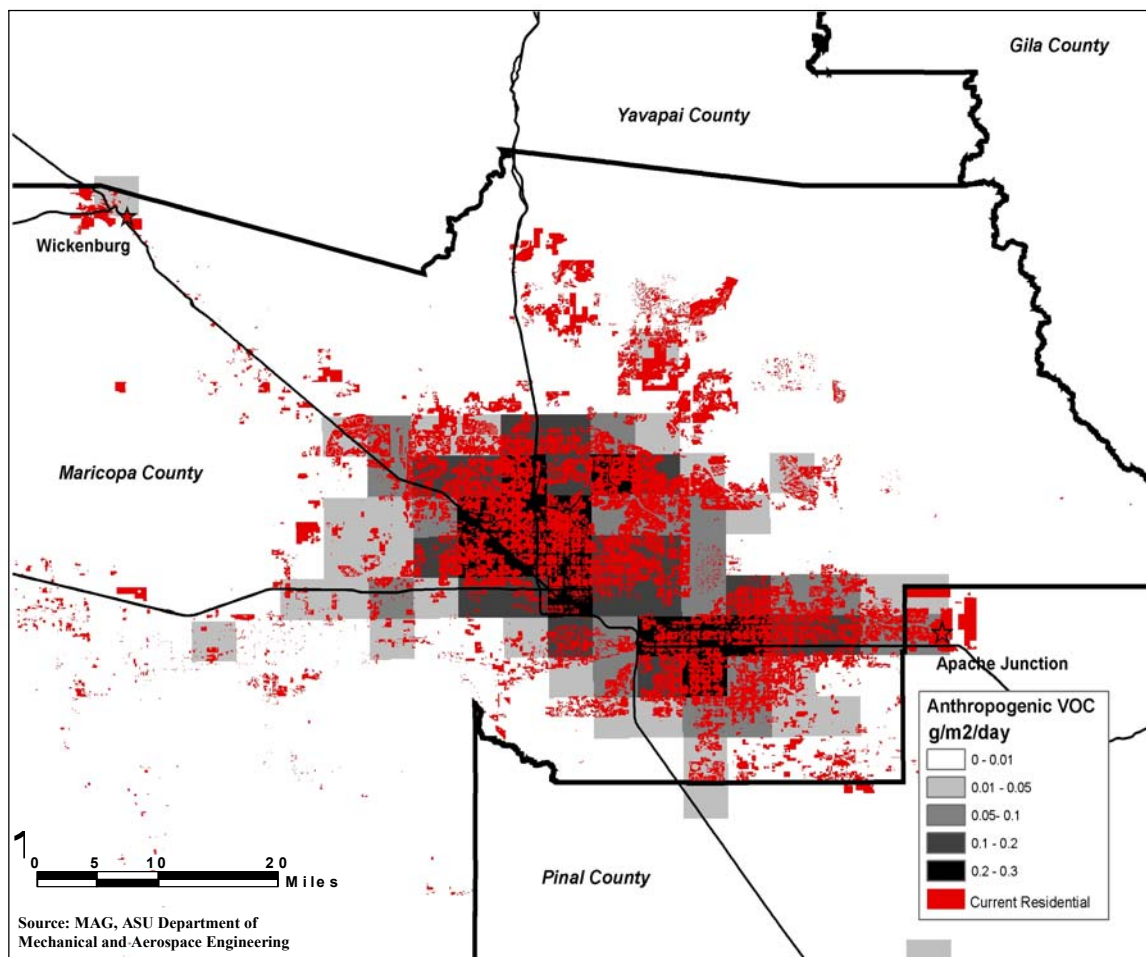 Gila County
Yavapai County
Wickenburg
Maricopa County
Apache Junction
Anthropogenic VOC
g/m2/day
0 - 0.01
0.01 - 0.05
0.05- 0.1
0.1 - 0.2
0.2 - 0.3
Current Residential
Pinal County
0 5 10 20
Miles
Source: MAG, ASU Department of
Mechanical and Aerospace Engineering